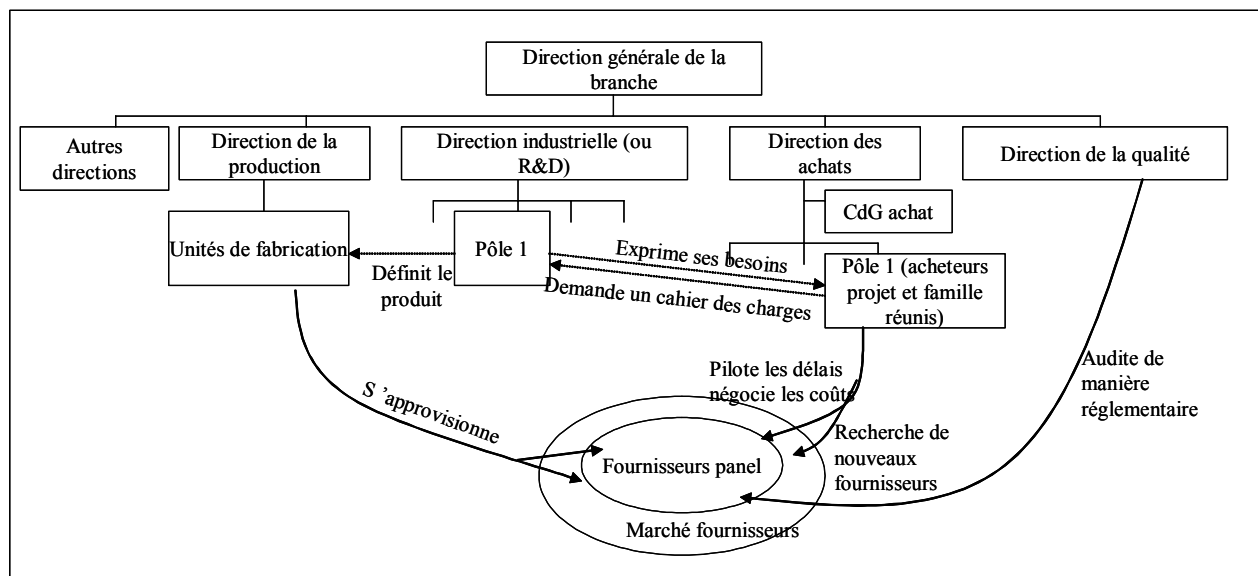 Direction générale de la
branche
Autres
directions
Direction de la
production
Direction industrielle (ou
R&D)
Direction des
achats
Direction de la qualité
CdG achat
Unités de fabrication
Pôle 1
Définit le
produit
Exprime ses besoins
Demande un cahier des charges
Pôle 1 (acheteurs
projet et famille
réunis)
S ’approvisionne
Pilote les délais
négocie les coûts
Recherche de
nouveaux
fournisseurs
Audite de
manière
réglementaire
Fournisseurs panel
Marché fournisseurs